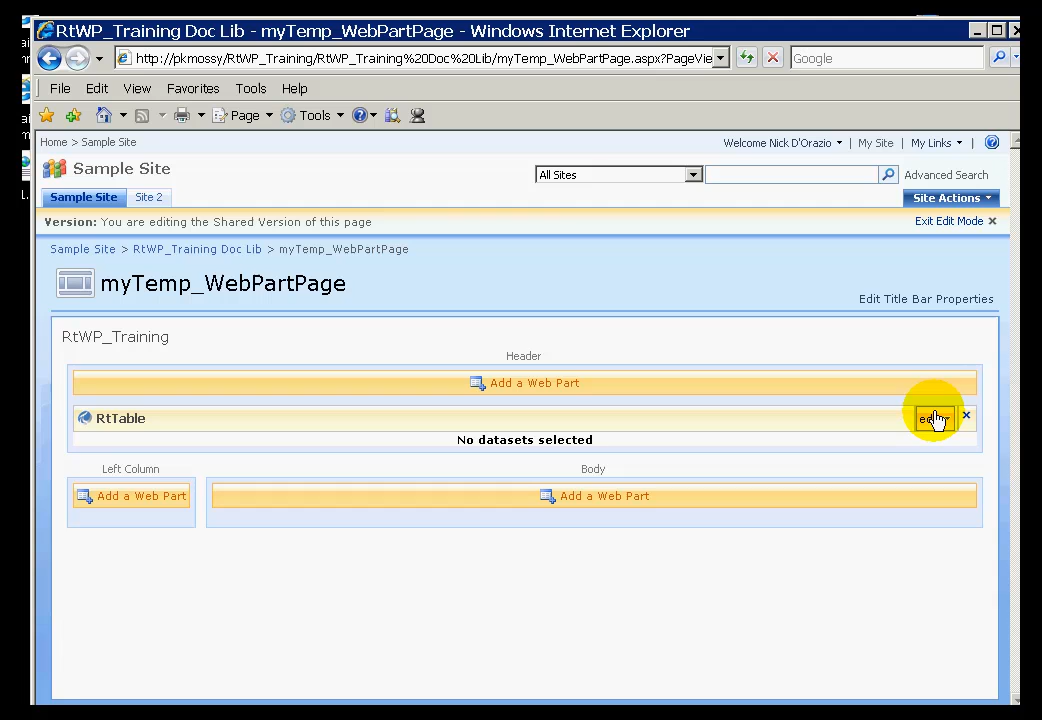 RtWP_Training Doc Lib - myTemp_WebPartPage - Windows Internet Explorer
http://pkmossy/RtWP_Training/RtWP_Training%20Doc%20Lib/myTemp_WebPartPage.aspx?PageVie
Google
File Edit View Favorites Tools Help
Page Tools
Home > Sample Site
Welcome Nick D'Orazio | My Site | My Links |
Sample Site
All Sites
Advanced Search
Sample Site Site 2
Site Actions
Version: You are editing the Shared Version of this page
Exit Edit Mode
Sample Site > RtWP_Training Doc Lib > myTemp_WebPartPage
myTemp_WebPartPage
Edit Title Bar Properties
RtWP_Training
Header
Add a Web Part
RtTable
No datasets selected
Left Column
Body
Add a Web Part
Add a Web Part